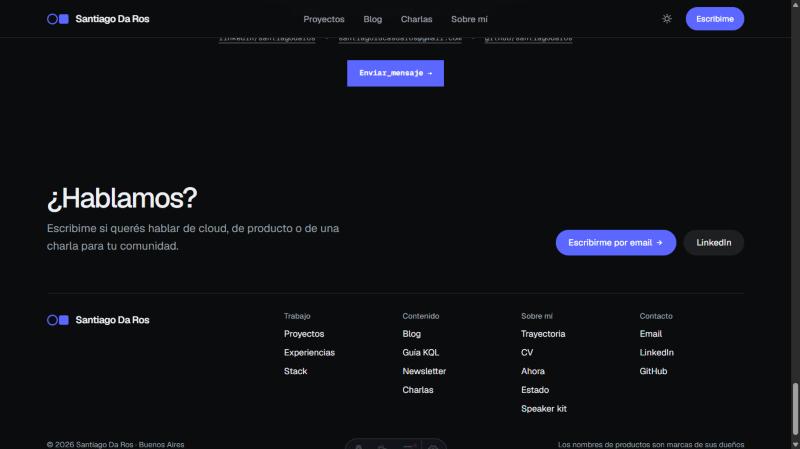 Santiago Da Ros
Proyectos
Blog
Charlas
Sobre mí
Escribime
Enviar_mensaje →
¿Hablamos?
Escribime si querés hablar de cloud, de producto o de una
charla para tu comunidad.
Escribirme por email →
LinkedIn
Santiago Da Ros
Trabajo
Proyectos
Experiencias
Stack
Contenido
Blog
Guía KQL
Newsletter
Charlas
Sobre mí
Trayectoria
CV
Ahora
Estado
Speaker kit
Contacto
Email
LinkedIn
GitHub
© 2026 Santiago Da Ros · Buenos Aires
Los nombres de productos son marcas de sus dueños